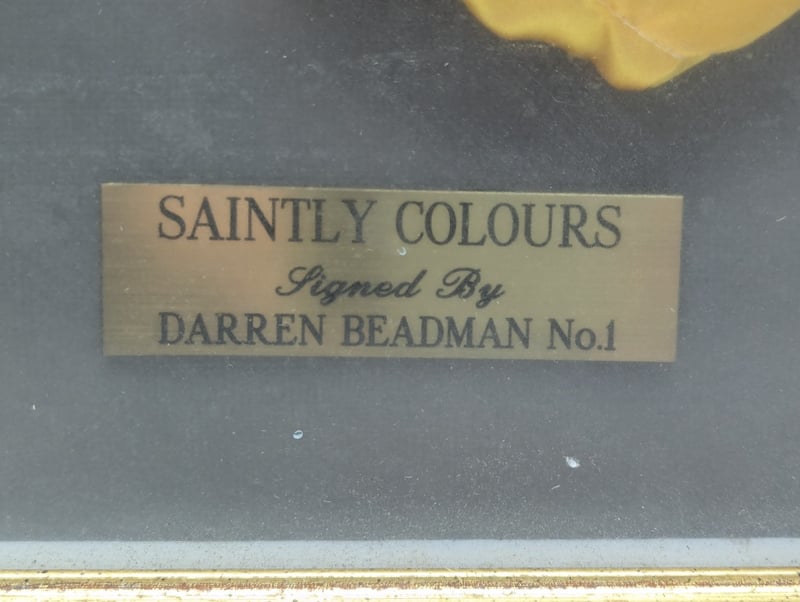 SAINTLY COLOURS
Signed By
DARREN BEADMAN No.1